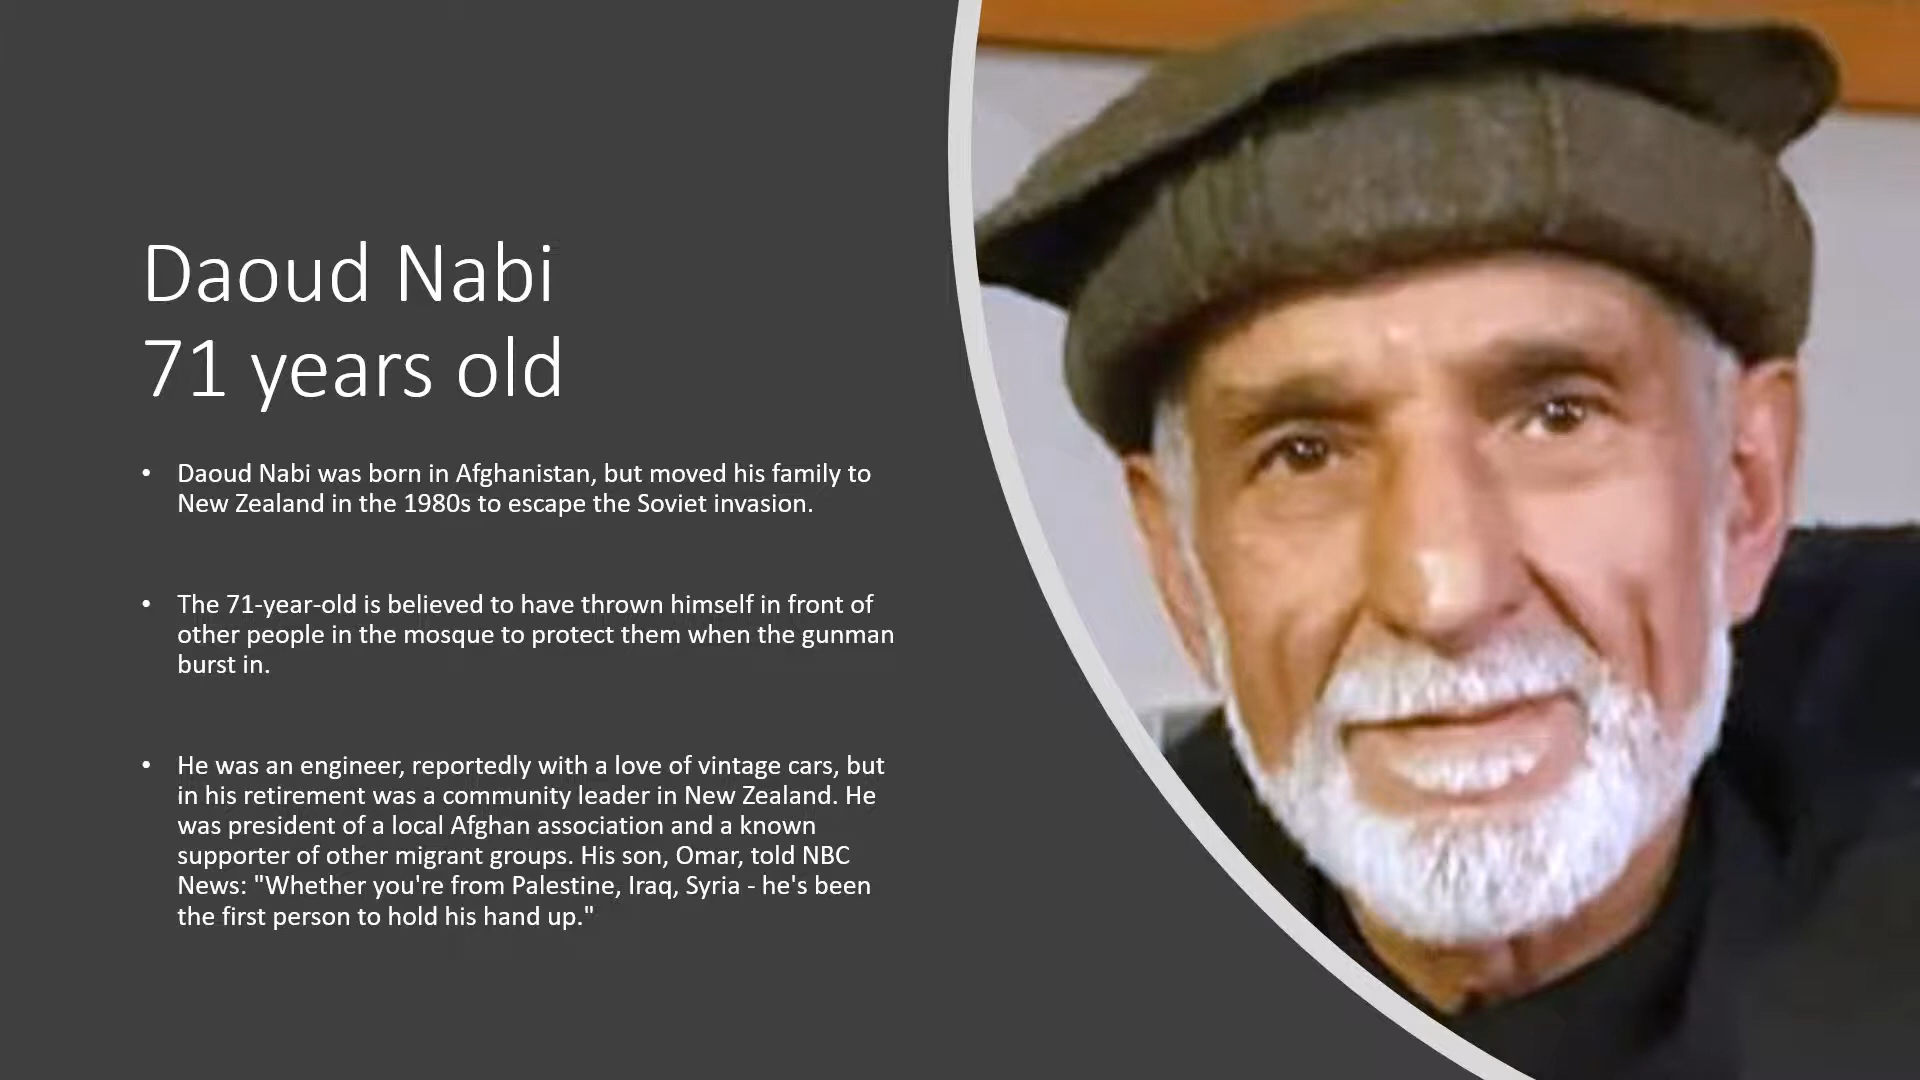 Daoud Nabi
71 years old
• Daoud Nabi was born in Afghanistan, but moved his family to
New Zealand in the 1980s to escape the Soviet invasion.
• The 71-year-old is believed to have thrown himself in front of
other people in the mosque to protect them when the gunman
burst in.
• He was an engineer, reportedly with a love of vintage cars, but
in his retirement was a community leader in New Zealand. He
was president of a local Afghan association and a known
supporter of other migrant groups. His son, Omar, told NBC
News: "Whether you're from Palestine, Iraq, Syria - he's been
the first person to hold his hand up."